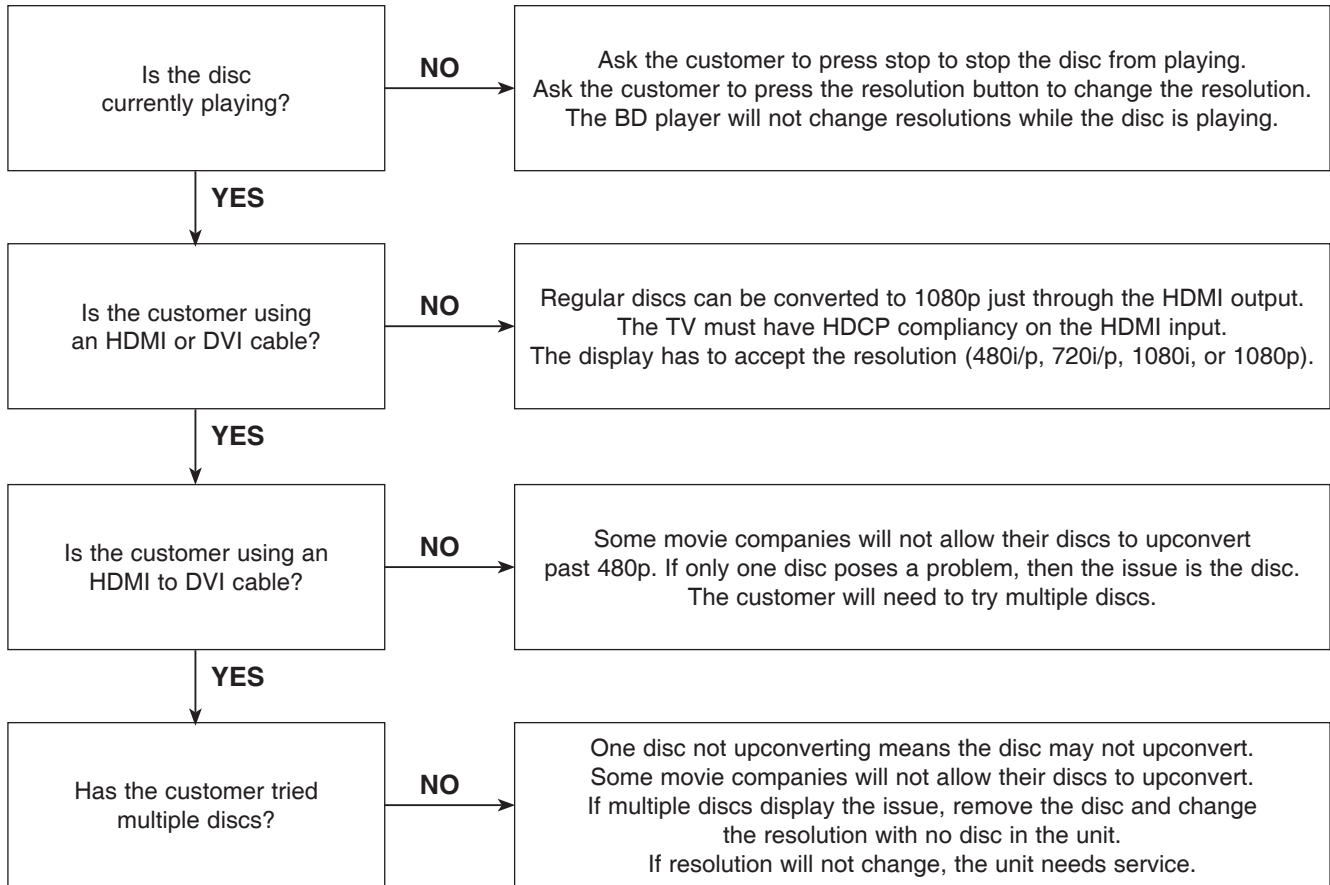 Is the disc
currently playing?
NO
Ask the customer to press stop to stop the disc from playing.
Ask the customer to press the resolution button to change the resolution.
The BD player will not change resolutions while the disc is playing.
YES
Is the customer using
an HDMI or DVI cable?
NO
Regular discs can be converted to 1080p just through the HDMI output.
The TV must have HDCP compliancy on the HDMI input.
The display has to accept the resolution (480i/p, 720i/p, 1080i, or 1080p).
YES
Is the customer using an
HDMI to DVI cable?
NO
Some movie companies will not allow their discs to upconvert
past 480p. If only one disc poses a problem, then the issue is the disc.
The customer will need to try multiple discs.
YES
Has the customer tried
multiple discs?
NO
One disc not upconverting means the disc may not upconvert.
Some movie companies will not allow their discs to upconvert.
If multiple discs display the issue, remove the disc and change
the resolution with no disc in the unit.
If resolution will not change, the unit needs service.